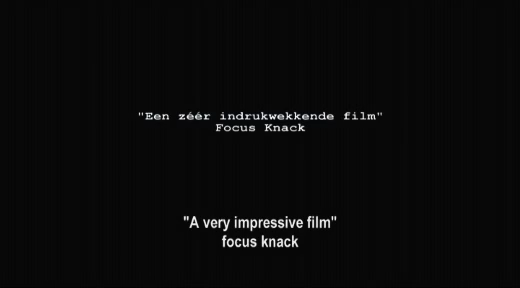 "Een zéér indrukwekkende film"
Focus Knack
"A very impressive film"
focus knack